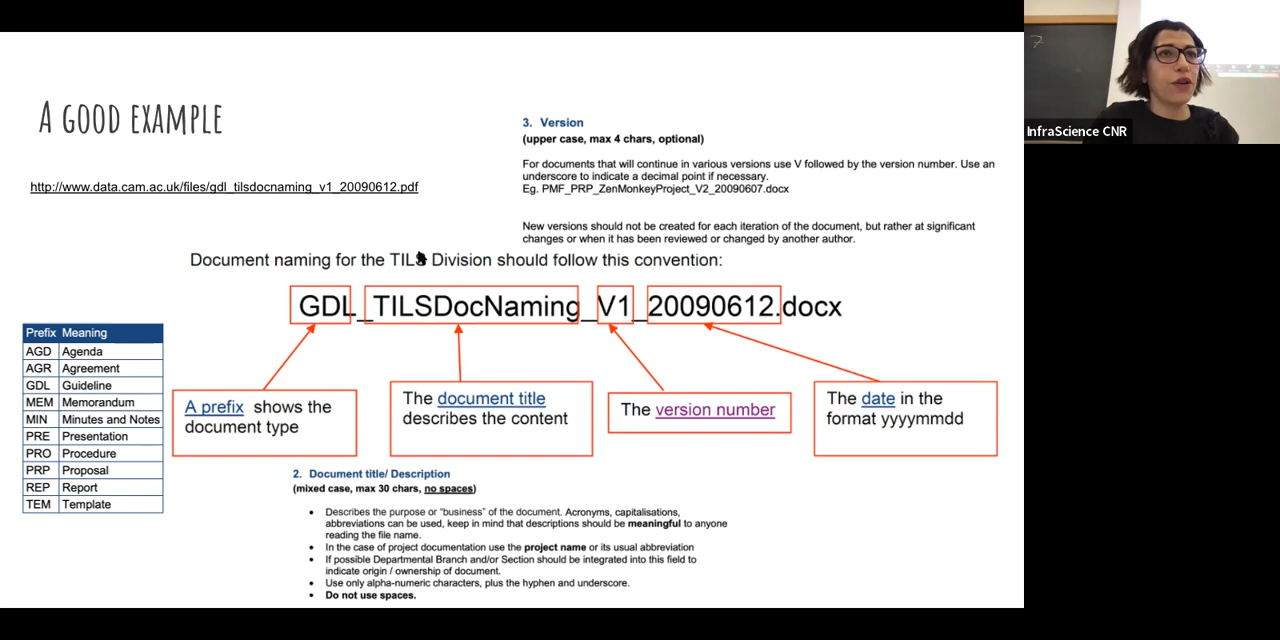 A good example
http://www.data.cam.ac.uk/files/gdl_tilsdocnaming_v1_20090612.pdf
3. Version
(upper case, max 4 chars, optional)
For documents that will continue in various versions use V followed by the version number. Use an
underscore to indicate a decimal point if necessary.
Eg. PMF_PRP_ZenMonkeyProject_V2_20090607.docx
New versions should not be created for each iteration of the document, but rather at significant
changes or when it has been reviewed or changed by another author.
Document naming for the TILS Division should follow this convention:
GDL_TILSDocNaming_V1_20090612.docx
Prefix Meaning
AGD Agenda
AGR Agreement
GDL Guideline
MEM Memorandum
MIN Minutes and Notes
PRE Presentation
PRO Procedure
PRP Proposal
REP Report
TEM Template
A prefix shows the
document type
The document title
describes the content
The version number
The date in the
format yyyymmdd
2. Document title/ Description
(mixed case, max 30 chars, no spaces)
• Describes the purpose or "business" of the document. Acronyms, capitalisations,
abbreviations can be used, keep in mind that descriptions should be meaningful to anyone
reading the file name.
• In the case of project documentation use the project name or its usual abbreviation
• If possible Departmental Branch and/or Section should be integrated into this field to
indicate origin / ownership of document.
• Use only alpha-numeric characters, plus the hyphen and underscore.
• Do not use spaces.
InfraScience CNR